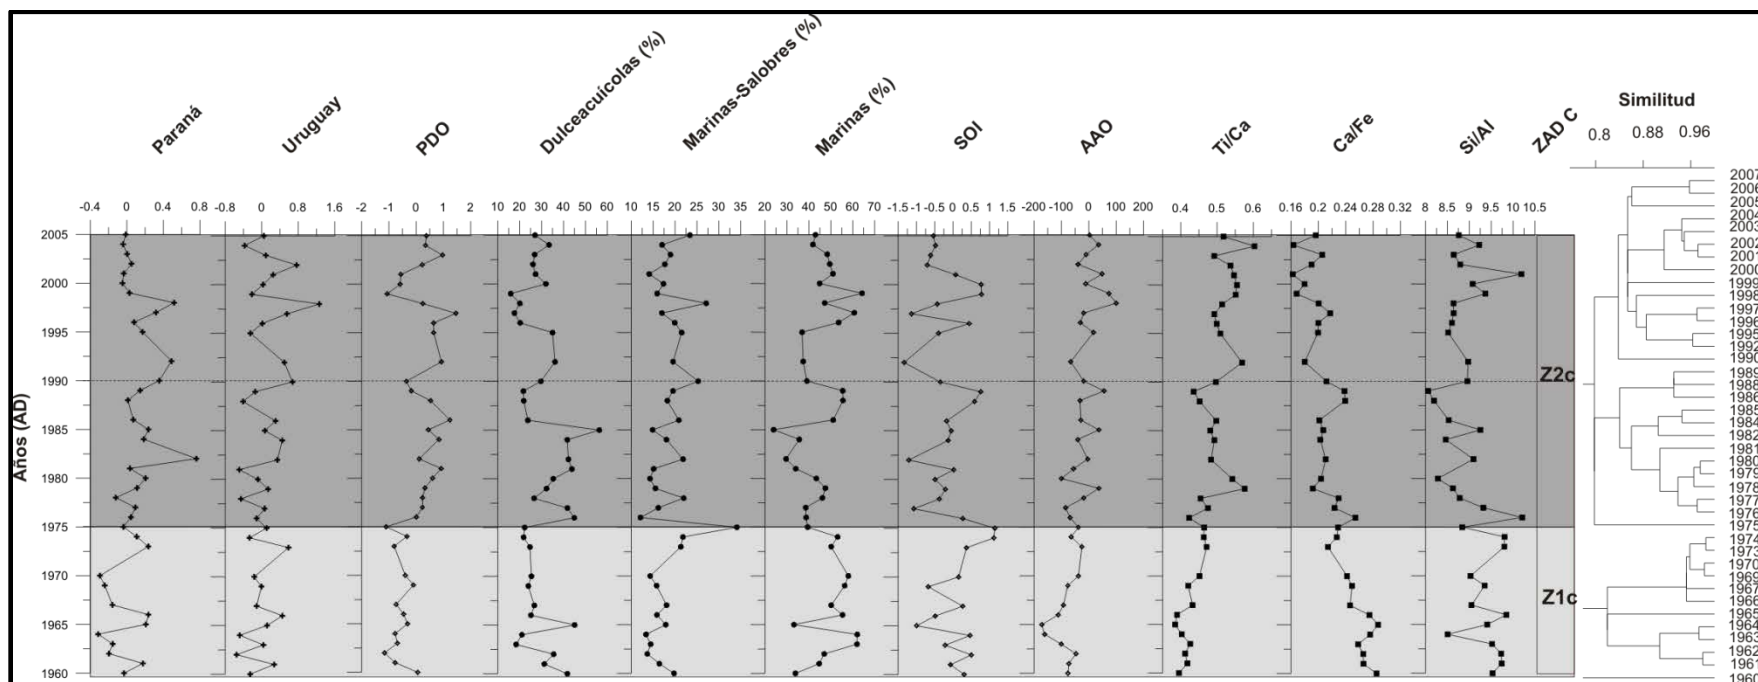 Paraná
Uruguay
PDO
Dulceacuícolas (%)
Marinas-Salobres (%)
Marinas (%)
SOI
AAO
Ti/Ca
Ca/Fe
Si/Al
ZAD C
Similitud
0.8 0.88 0.96
-0.4 0 0.4 0.8
-0.8 0 0.8 1.6
-2 -1 0 1 2
10 20 30 40 50 60
10 15 20 25 30 35
20 30 40 50 60 70
-1.5 -1 -0.5 0 0.5 1 1.5
-200 -100 0 100 200
0.4 0.5 0.6
0.16 0.2 0.24 0.28 0.32
8 8.5 9 9.5 10 10.5
Años (AD)
2005
2000
1995
1990
1985
1980
1975
1970
1965
1960
Z2c
Z1c
2007
2006
2005
2004
2003
2002
2001
2000
1999
1998
1997
1996
1995
1992
1990
1989
1988
1986
1985
1984
1982
1981
1980
1979
1978
1977
1976
1975
1974
1973
1970
1969
1967
1966
1965
1964
1963
1962
1961
1960